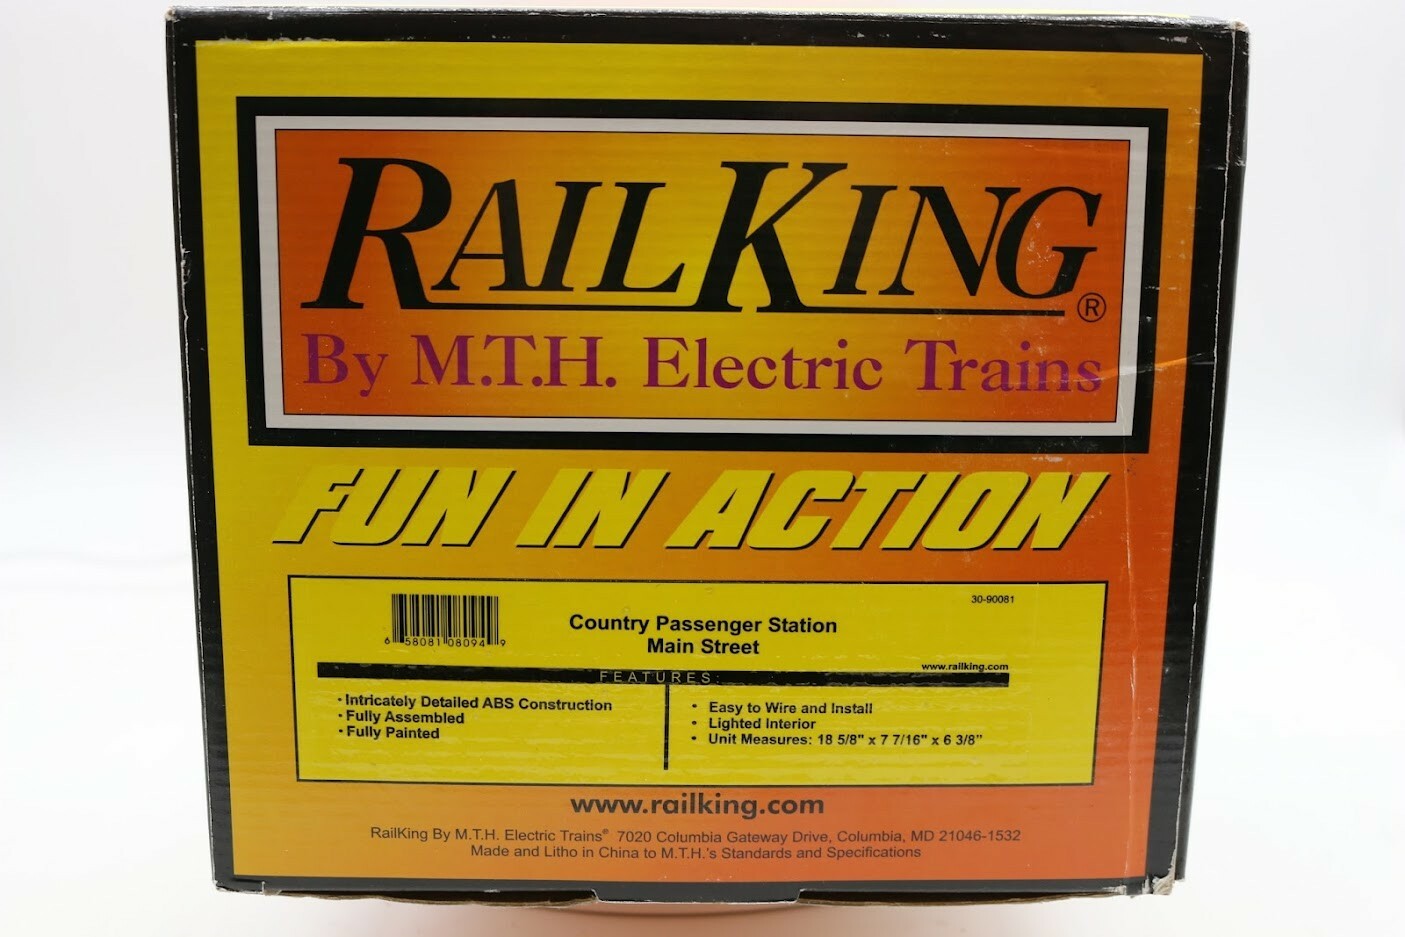 RAILKING®
By M.T.H. Electric Trains
FUN IN ACTION
30-90081
6 58081 08094 9
Country Passenger Station
Main Street
www.railking.com
FEATURES:
• Intricately Detailed ABS Construction
• Fully Assembled
• Fully Painted
• Easy to Wire and Install
• Lighted Interior
• Unit Measures: 18 5/8" x 7 7/16" x 6 3/8"
www.railking.com
RailKing By M.T.H. Electric Trains® 7020 Columbia Gateway Drive, Columbia, MD 21046-1532
Made and Litho in China to M.T.H.'s Standards and Specifications